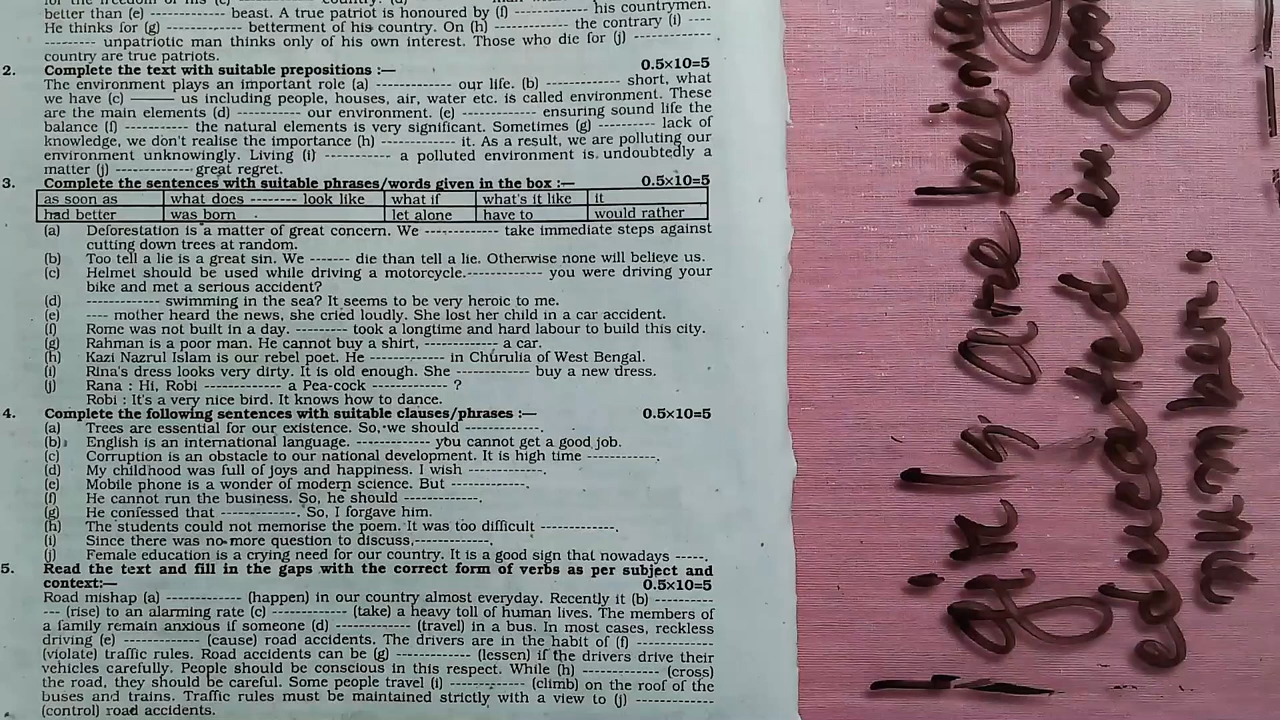 for the freedom of his (c) ------------ country. (d) ------------ man
better than (e) ------------ beast. A true patriot is honoured by (f) ------------ his countrymen.
He thinks for (g) ------------ betterment of his country. On (h) ------------ the contrary (i) ----
-------- unpatriotic man thinks only of his own interest. Those who die for (j) ------------
country are true patriots.
2. Complete the text with suitable prepositions :— 0.5×10=5
The environment plays an important role (a) ------------ our life. (b) ------------ short, what
we have (c) ——— us including people, houses, air, water etc. is called environment. These
are the main elements (d) ------------ our environment. (e) ------------ ensuring sound life the
balance (f) ------------ the natural elements is very significant. Sometimes (g) --------- lack of
knowledge, we don't realise the importance (h) ------------ it. As a result, we are polluting our
environment unknowingly. Living (i) ------------ a polluted environment is undoubtedly a
matter (j) ------------ great regret.
3. Complete the sentences with suitable phrases/words given in the box :— 0.5×10=5
as soon as what does -------- look like what if what's it like it
had better was born let alone have to would rather
(a) Deforestation is a matter of great concern. We ------------ take immediate steps against
cutting down trees at random.
(b) Too tell a lie is a great sin. We ------ die than tell a lie. Otherwise none will believe us.
(c) Helmet should be used while driving a motorcycle.------------ you were driving your
bike and met a serious accident?
(d) ------------ swimming in the sea? It seems to be very heroic to me.
(e) ---- mother heard the news, she cried loudly. She lost her child in a car accident.
(f) Rome was not built in a day. -------- took a longtime and hard labour to build this city.
(g) Rahman is a poor man. He cannot buy a shirt, ------------ a car.
(h) Kazi Nazrul Islam is our rebel poet. He ------------ in Churulia of West Bengal.
(i) Rina's dress looks very dirty. It is old enough. She ------------ buy a new dress.
(j) Rana : Hi, Robi ------------ a Pea-cock ------------ ?
Robi : It's a very nice bird. It knows how to dance.
4. Complete the following sentences with suitable clauses/phrases :— 0.5×10=5
(a) Trees are essential for our existence. So, we should ------------.
(b) English is an international language. ------------ you cannot get a good job.
(c) Corruption is an obstacle to our national development. It is high time ------------.
(d) My childhood was full of joys and happiness. I wish ------------.
(e) Mobile phone is a wonder of modern science. But ------------.
(f) He cannot run the business. So, he should ------------.
(g) He confessed that ------------. So, I forgave him.
(h) The students could not memorise the poem. It was too difficult ------------.
(i) Since there was no more question to discuss,------------.
(j) Female education is a crying need for our country. It is a good sign that nowadays -----.
5. Read the text and fill in the gaps with the correct form of verbs as per subject and
context:— 0.5×10=5
Road mishap (a) ------------ (happen) in our country almost everyday. Recently it (b) ---------
--- (rise) to an alarming rate (c) ------------ (take) a heavy toll of human lives. The members of
a family remain anxious if someone (d) ------------ (travel) in a bus. In most cases, reckless
driving (e) ------------ (cause) road accidents. The drivers are in the habit of (f) ------------
(violate) traffic rules. Road accidents can be (g) ------------ (lessen) if the drivers drive their
vehicles carefully. People should be conscious in this respect. While (h) ------------ (cross)
the road, they should be careful. Some people travel (i) ------------ (climb) on the roof of the
buses and trains. Traffic rules must be maintained strictly with a view to (j) ------------
(control) road accidents.
girls are being
educated in
number.